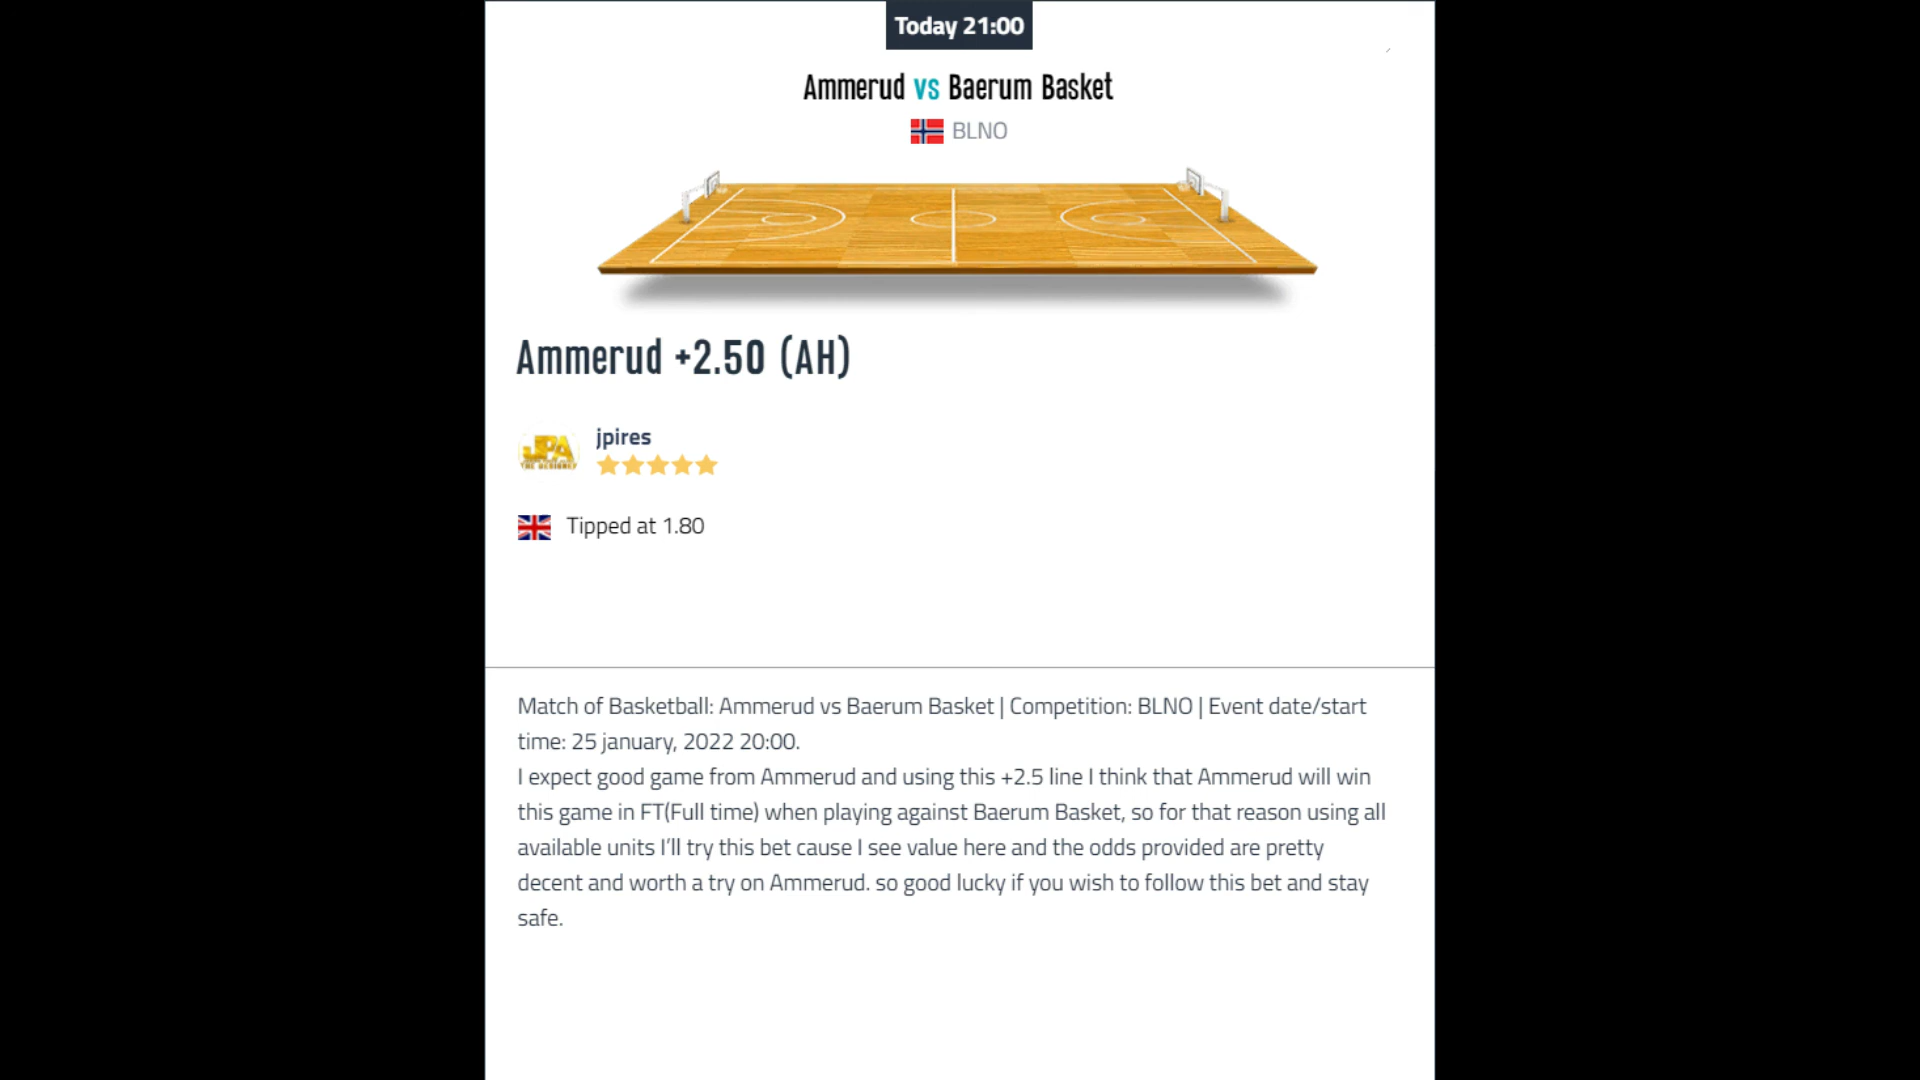 Today 21:00
Ammerud vs Baerum Basket
BLNO
Ammerud +2.50 (AH)
JPA
THE DESIGNER
jpires
Tipped at 1.80
Match of Basketball: Ammerud vs Baerum Basket | Competition: BLNO | Event date/start
time: 25 january, 2022 20:00.
I expect good game from Ammerud and using this +2.5 line I think that Ammerud will win
this game in FT(Full time) when playing against Baerum Basket, so for that reason using all
available units I'll try this bet cause I see value here and the odds provided are pretty
decent and worth a try on Ammerud. so good lucky if you wish to follow this bet and stay
safe.